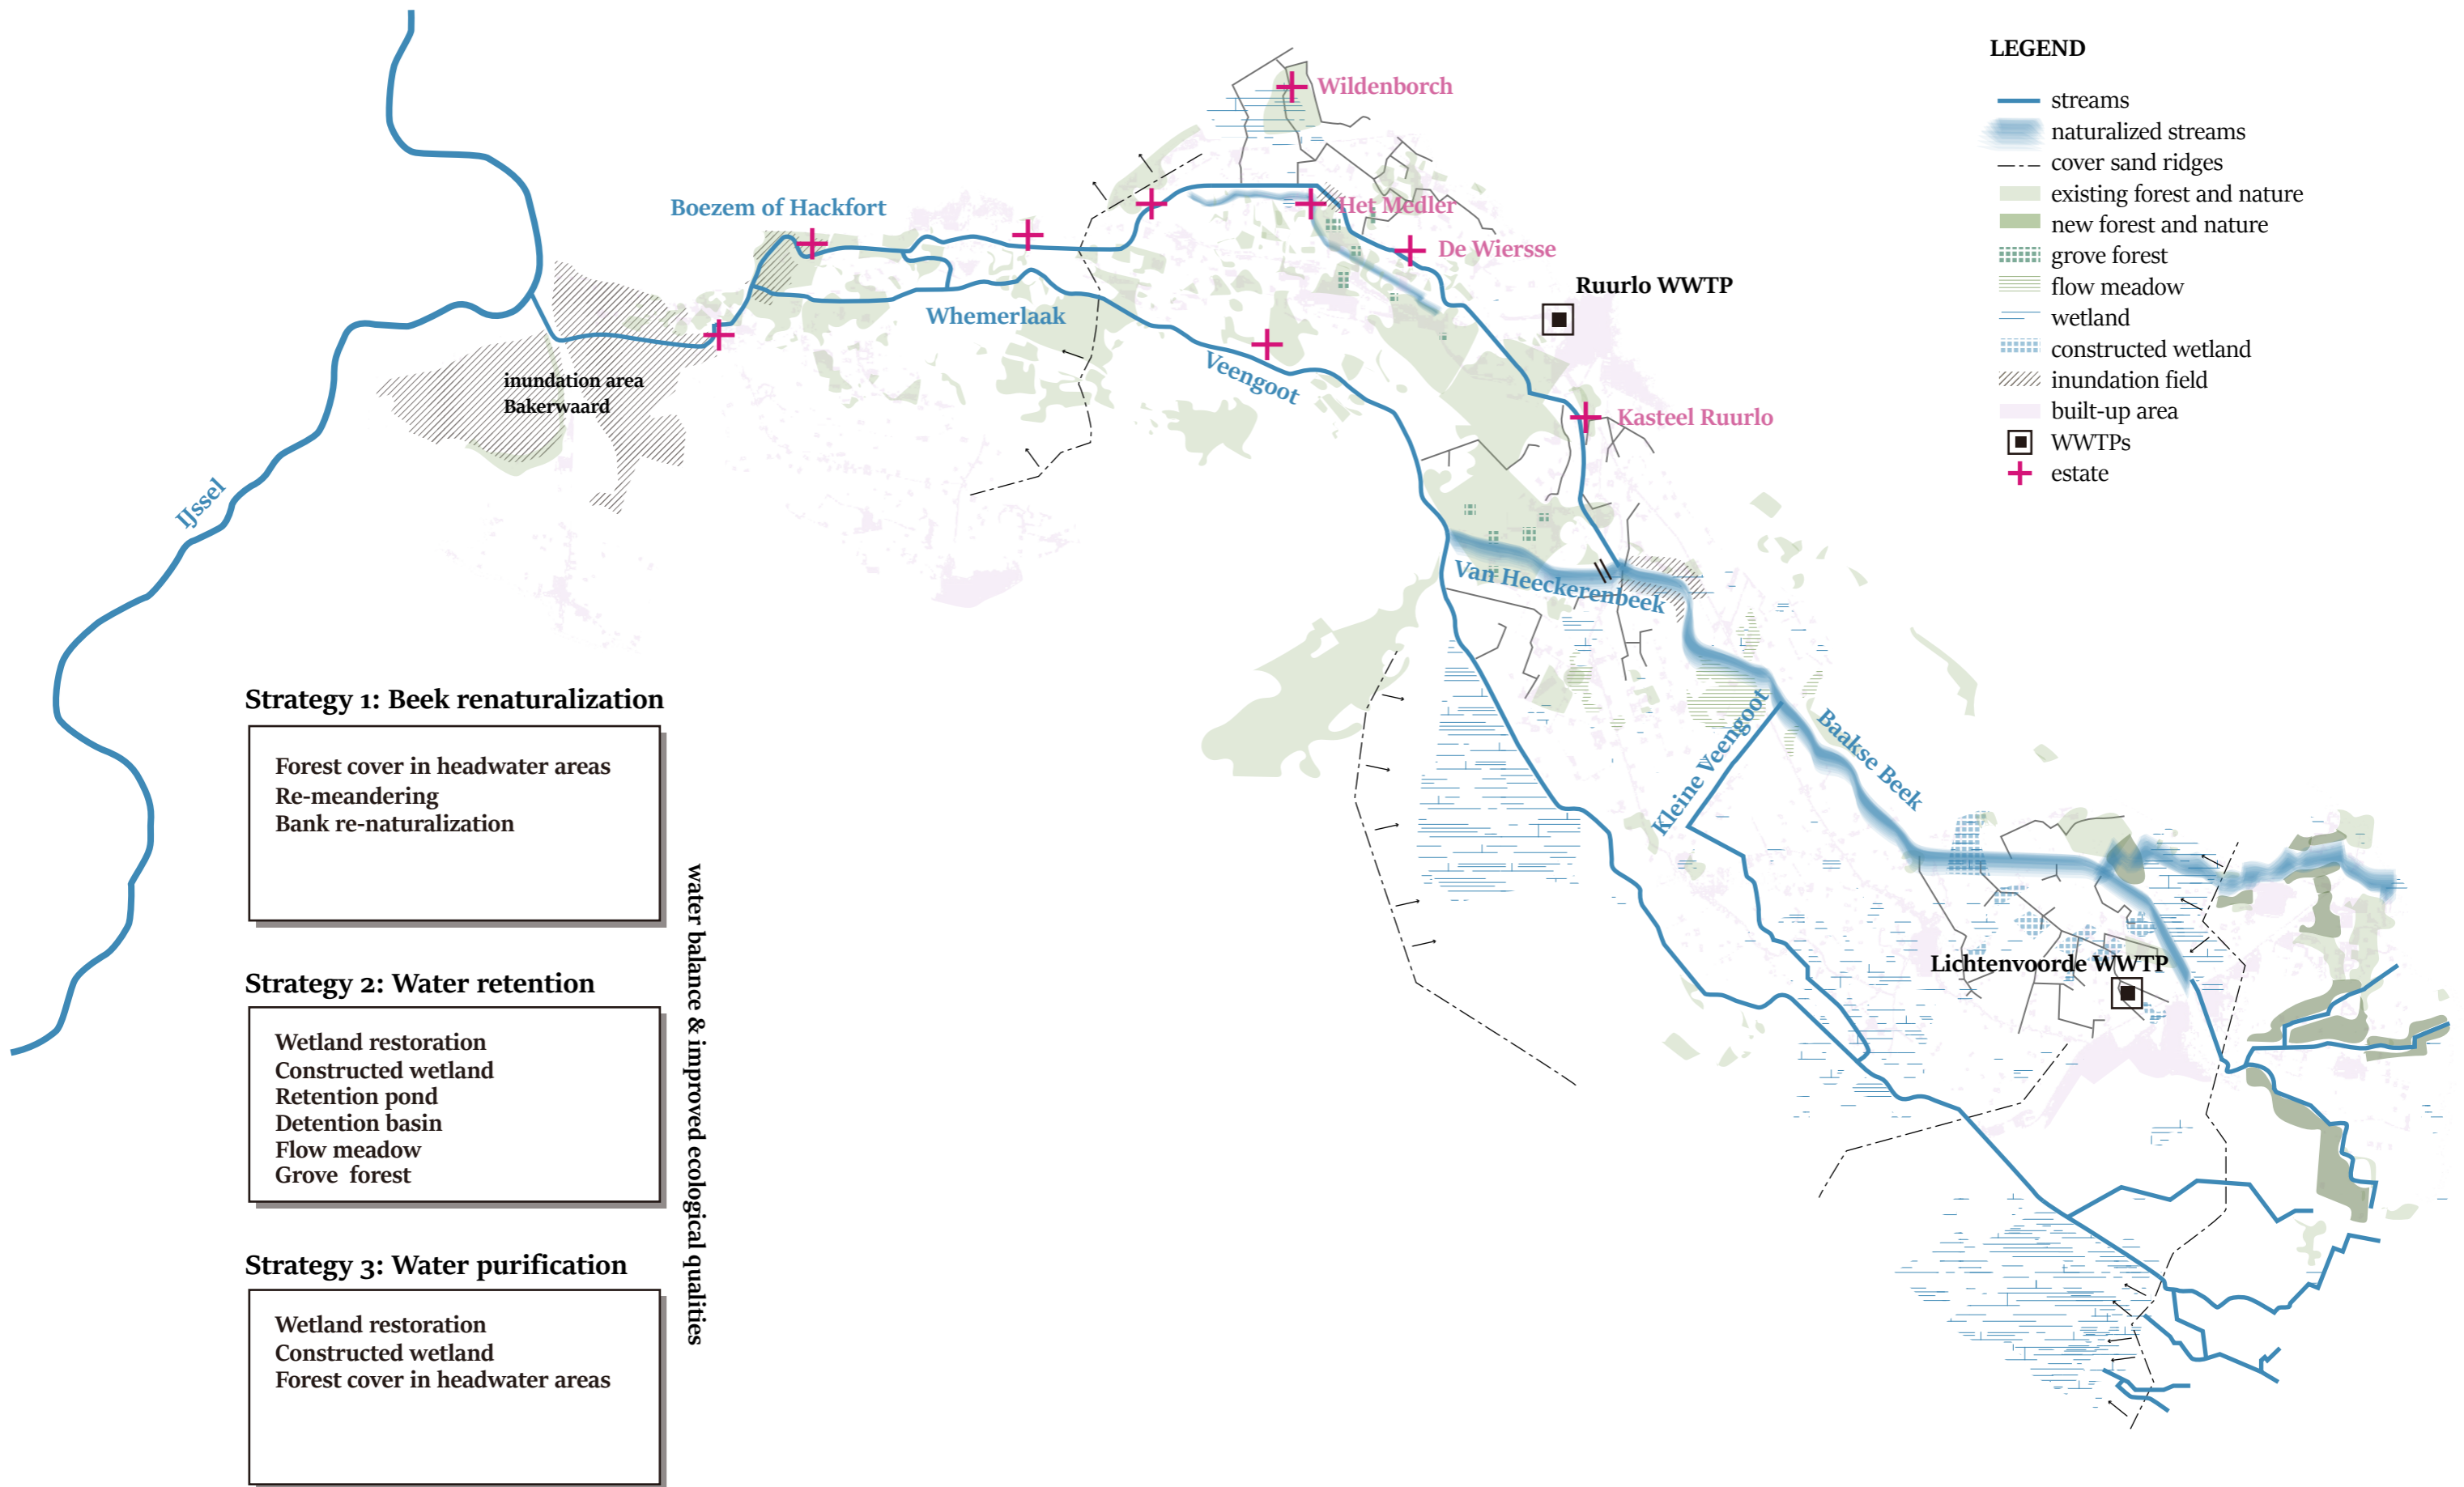 LEGEND
streams
naturalized streams
cover sand ridges
existing forest and nature
new forest and nature
grove forest
flow meadow
wetland
constructed wetland
inundation field
built-up area
WWTPs
estate
Wildenborch
Boezem of Hackfort
Het Medler
De Wiersse
Ruurlo WWTP
Whemerlaak
Veengoot
inundation area
Bakerwaard
Kasteel Ruurlo
IJssel
Van Heeckerenbeek
Kleine Veengoot
Baakse Beek
Lichtenvoorde WWTP
Strategy 1: Beek renaturalization
Forest cover in headwater areas
Re-meandering
Bank re-naturalization
Strategy 2: Water retention
Wetland restoration
Constructed wetland
Retention pond
Detention basin
Flow meadow
Grove forest
Strategy 3: Water purification
Wetland restoration
Constructed wetland
Forest cover in headwater areas
water balance & improved ecological qualities